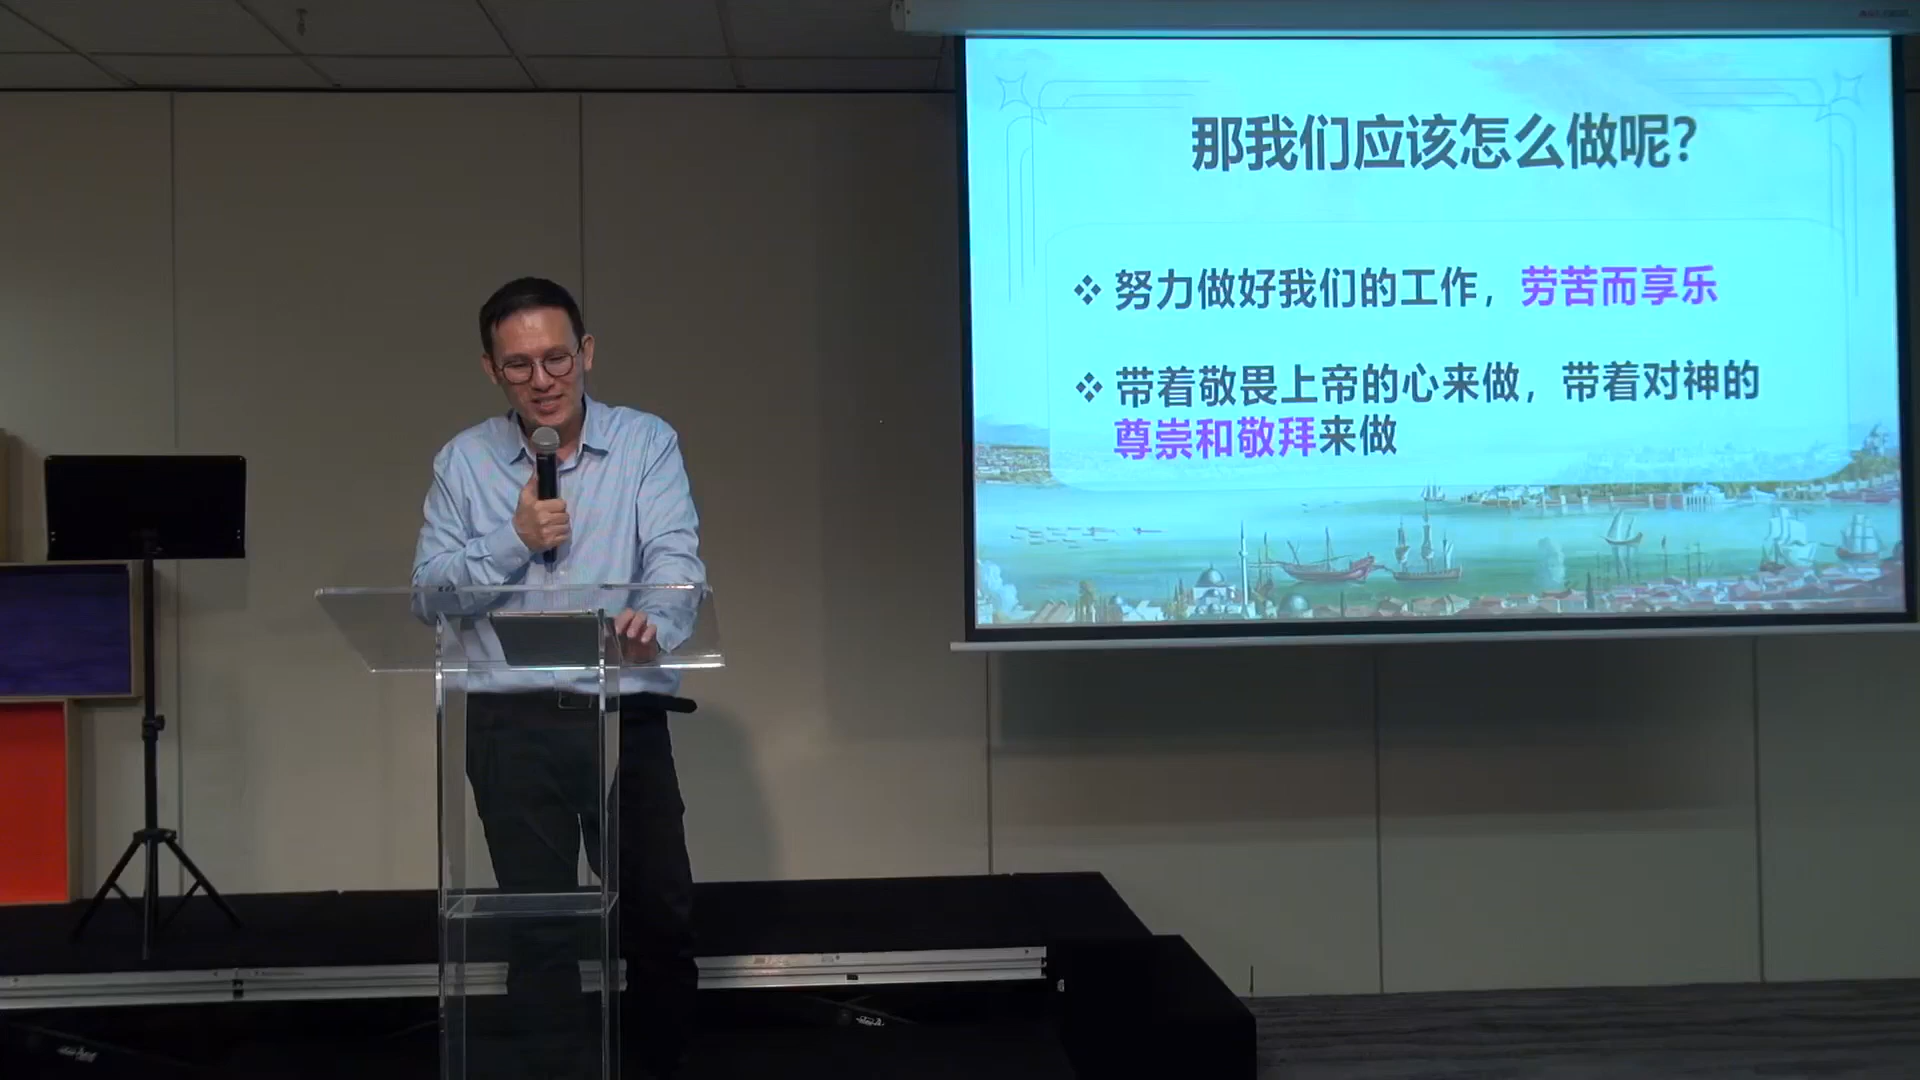 那我们应该怎么做呢?
❖ 努力做好我们的工作，劳苦而享乐
❖ 带着敬畏上帝的心来做，带着对神的
尊崇和敬拜来做